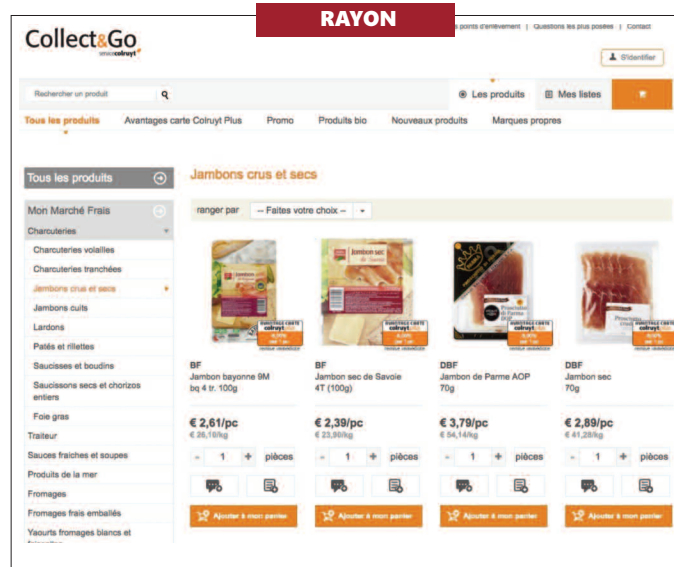 RAYON
Collect&Go
service colruyt
points d'enlèvement | Questions les plus posées | Contact
S'identifier
Rechercher un produit
Les produits
Mes listes
Tous les produits
Avantages carte Colruyt Plus
Promo
Produits bio
Nouveaux produits
Marques propres
Tous les produits
Mon Marché Frais
Charcuteries
Charcuteries volailles
Charcuteries tranchées
Jambons crus et secs
Jambons cuits
Lardons
Patés et rillettes
Saucisses et boudins
Saucissons secs et chorizos
entiers
Foie gras
Traiteur
Sauces fraiches et soupes
Produits de la mer
Fromages
Fromages frais emballés
Yaourts fromages blancs et
Jambons crus et secs
ranger par
-- Faites votre choix --
BF
Jambon bayonne 9M
bq 4 tr. 100g
€ 2,61/pc
€ 26,10/kg
1
pièces
Ajouter à mon panier
BF
Jambon sec de Savoie
4T (100g)
€ 2,39/pc
€ 23,90/kg
1
pièces
Ajouter à mon panier
DBF
Jambon de Parme AOP
70g
€ 3,79/pc
€ 54,14/kg
1
pièces
Ajouter à mon panier
DBF
Jambon sec
70g
€ 2,89/pc
€ 41,28/kg
1
pièces
Ajouter à mon panier